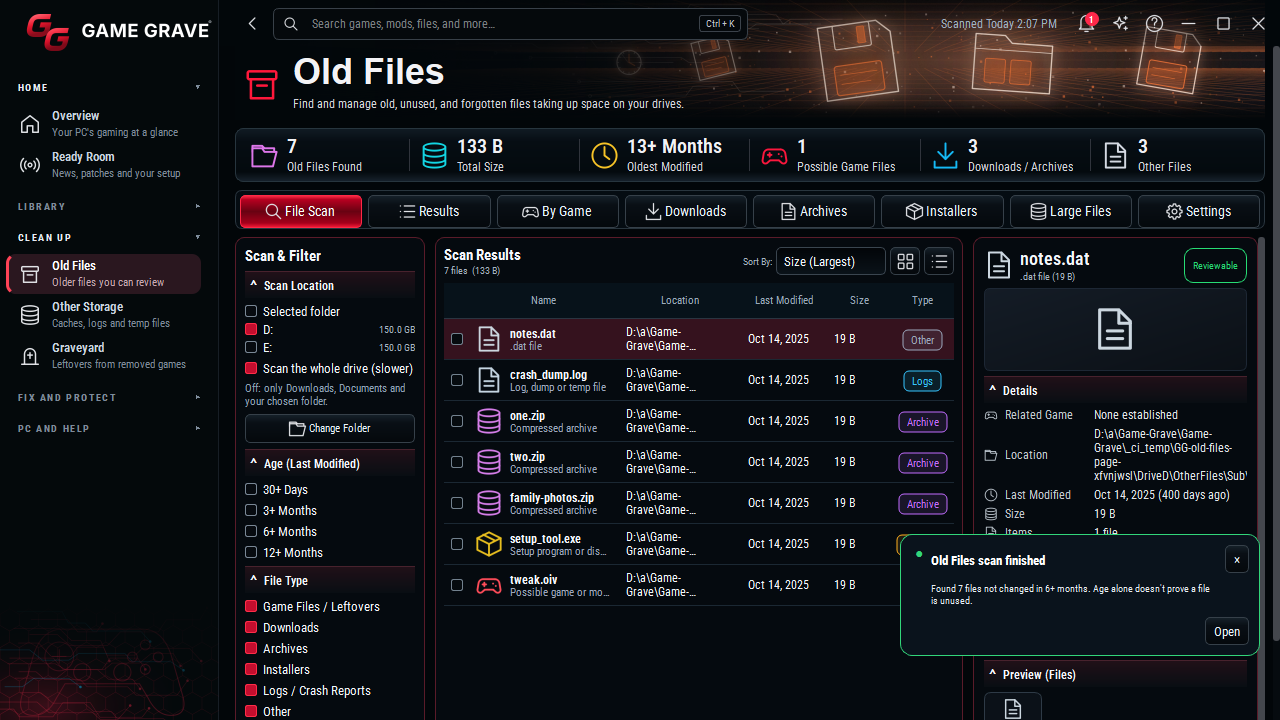 GG GAME GRAVE
Search games, mods, files, and more...
Ctrl + K
Scanned Today 2:07 PM
1
HOME
Overview
Your PC's gaming at a glance
Ready Room
News, patches and your setup
LIBRARY
CLEAN UP
Old Files
Older files you can review
Other Storage
Caches, logs and temp files
Graveyard
Leftovers from removed games
FIX AND PROTECT
PC AND HELP
Old Files
Find and manage old, unused, and forgotten files taking up space on your drives.
7
Old Files Found
133 B
Total Size
13+ Months
Oldest Modified
1
Possible Game Files
3
Downloads / Archives
3
Other Files
File Scan
Results
By Game
Downloads
Archives
Installers
Large Files
Settings
Scan & Filter
^ Scan Location
Selected folder
D: 150.0 GB
E: 150.0 GB
Scan the whole drive (slower)
Off: only Downloads, Documents and
your chosen folder.
Change Folder
^ Age (Last Modified)
30+ Days
3+ Months
6+ Months
12+ Months
^ File Type
Game Files / Leftovers
Downloads
Archives
Installers
Logs / Crash Reports
Other
Scan Results
7 files (133 B)
Sort By: Size (Largest)
Name Location Last Modified Size Type
notes.dat
.dat file
D:\a\Game-
Grave\Game-...
Oct 14, 2025 19 B Other
crash_dump.log
Log, dump or temp file
D:\a\Game-
Grave\Game-...
Oct 14, 2025 19 B Logs
one.zip
Compressed archive
D:\a\Game-
Grave\Game-...
Oct 14, 2025 19 B Archive
two.zip
Compressed archive
D:\a\Game-
Grave\Game-...
Oct 14, 2025 19 B Archive
family-photos.zip
Compressed archive
D:\a\Game-
Grave\Game-...
Oct 14, 2025 19 B Archive
setup_tool.exe
Setup program or dis...
D:\a\Game-
Grave\Game-...
Oct 14, 2025 19 B
tweak.oiv
Possible game or mo...
D:\a\Game-
Grave\Game-...
Oct 14, 2025 19 B
notes.dat
.dat file (19 B)
Reviewable
^ Details
Related Game None established
Location
D:\a\Game-Grave\Game-
Grave\_ci_temp\GG-old-files-
page-
xfvnjwsl\DriveD\OtherFiles\Sub\
Last Modified Oct 14, 2025 (400 days ago)
Size 19 B
Items 1 file
Old Files scan finished
x
Found 7 files not changed in 6+ months. Age alone doesn't prove a file
is unused.
Open
^ Preview (Files)